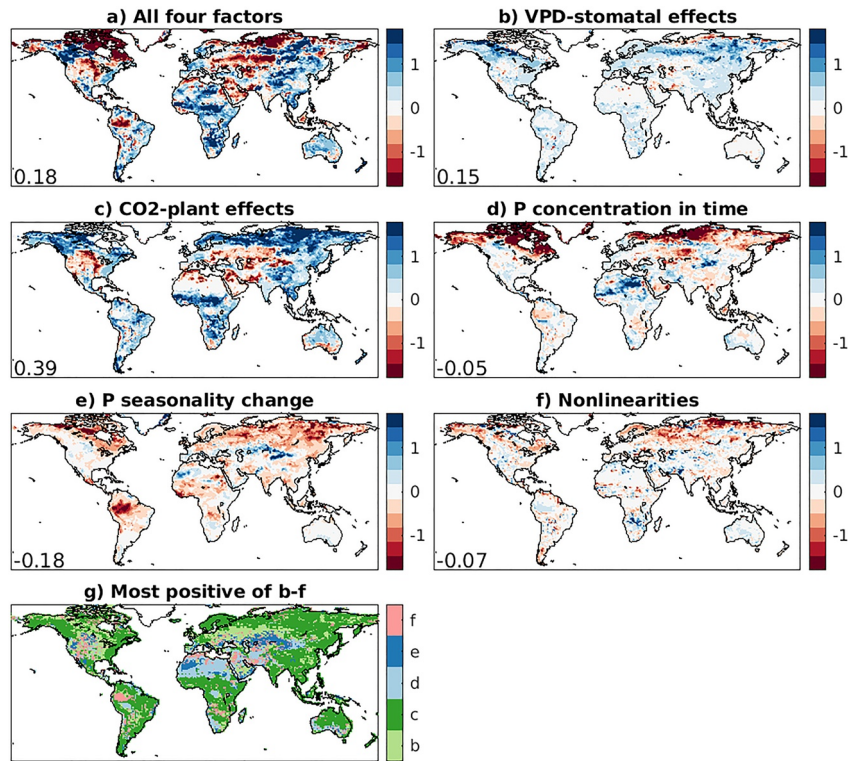 a) All four factors
1
0
-1
0.18
b) VPD-stomatal effects
1
0
-1
0.15
c) CO2-plant effects
1
0
-1
0.39
d) P concentration in time
1
0
-1
-0.05
e) P seasonality change
1
0
-1
-0.18
f) Nonlinearities
1
0
-1
-0.07
g) Most positive of b-f
f
e
d
c
b